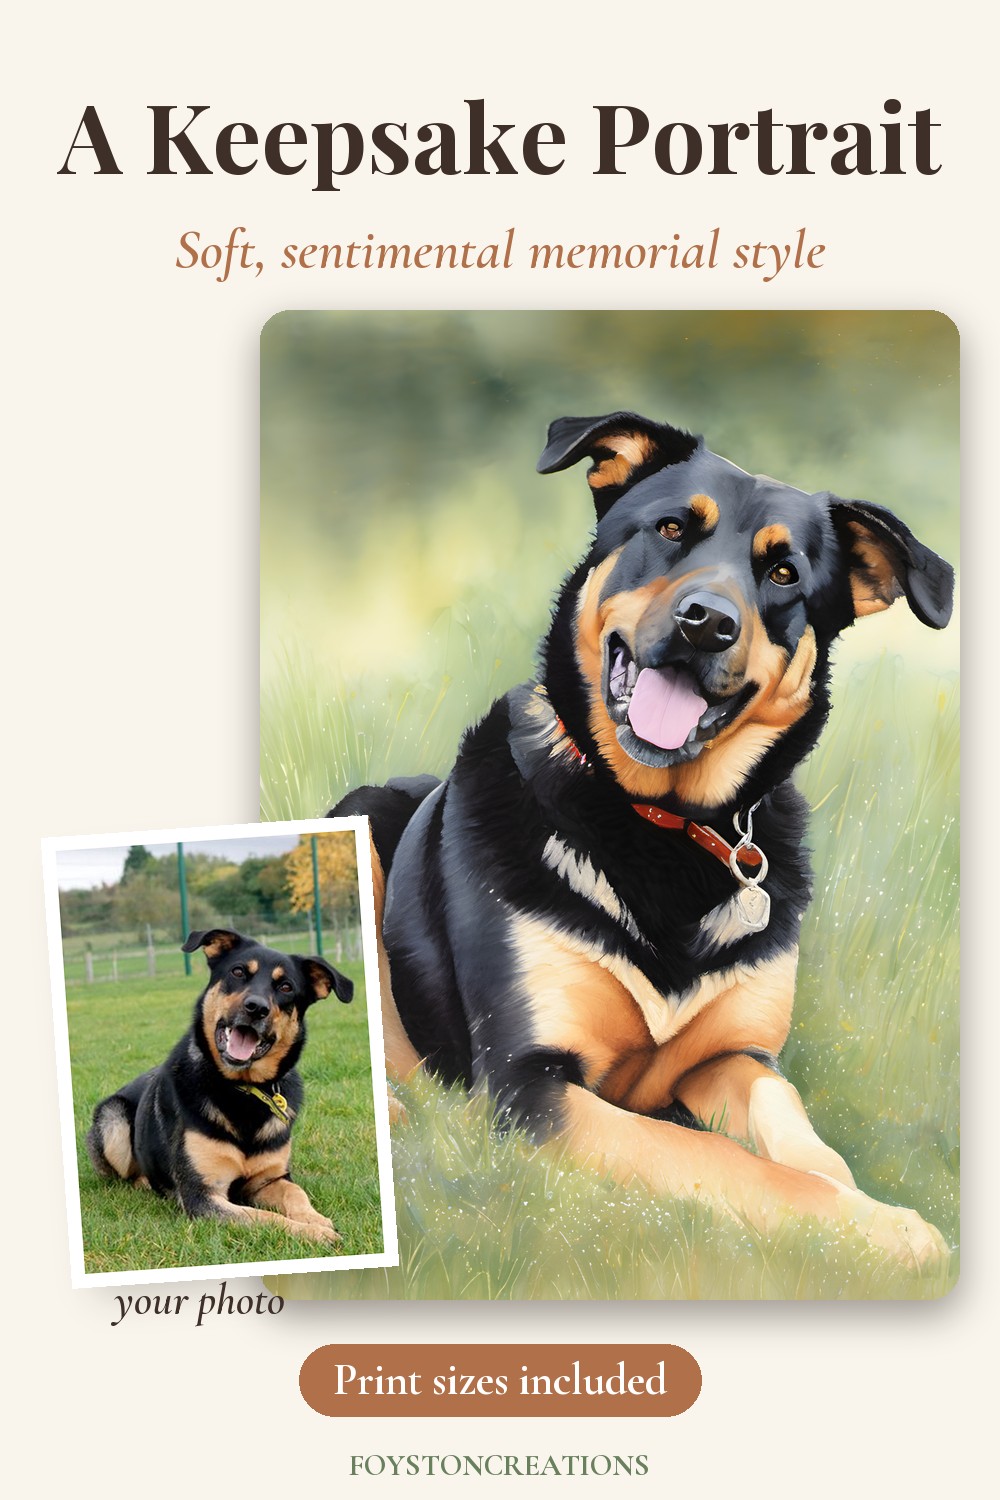 A Keepsake Portrait
Soft, sentimental memorial style
your photo
Print sizes included
FOYSTONCREATIONS